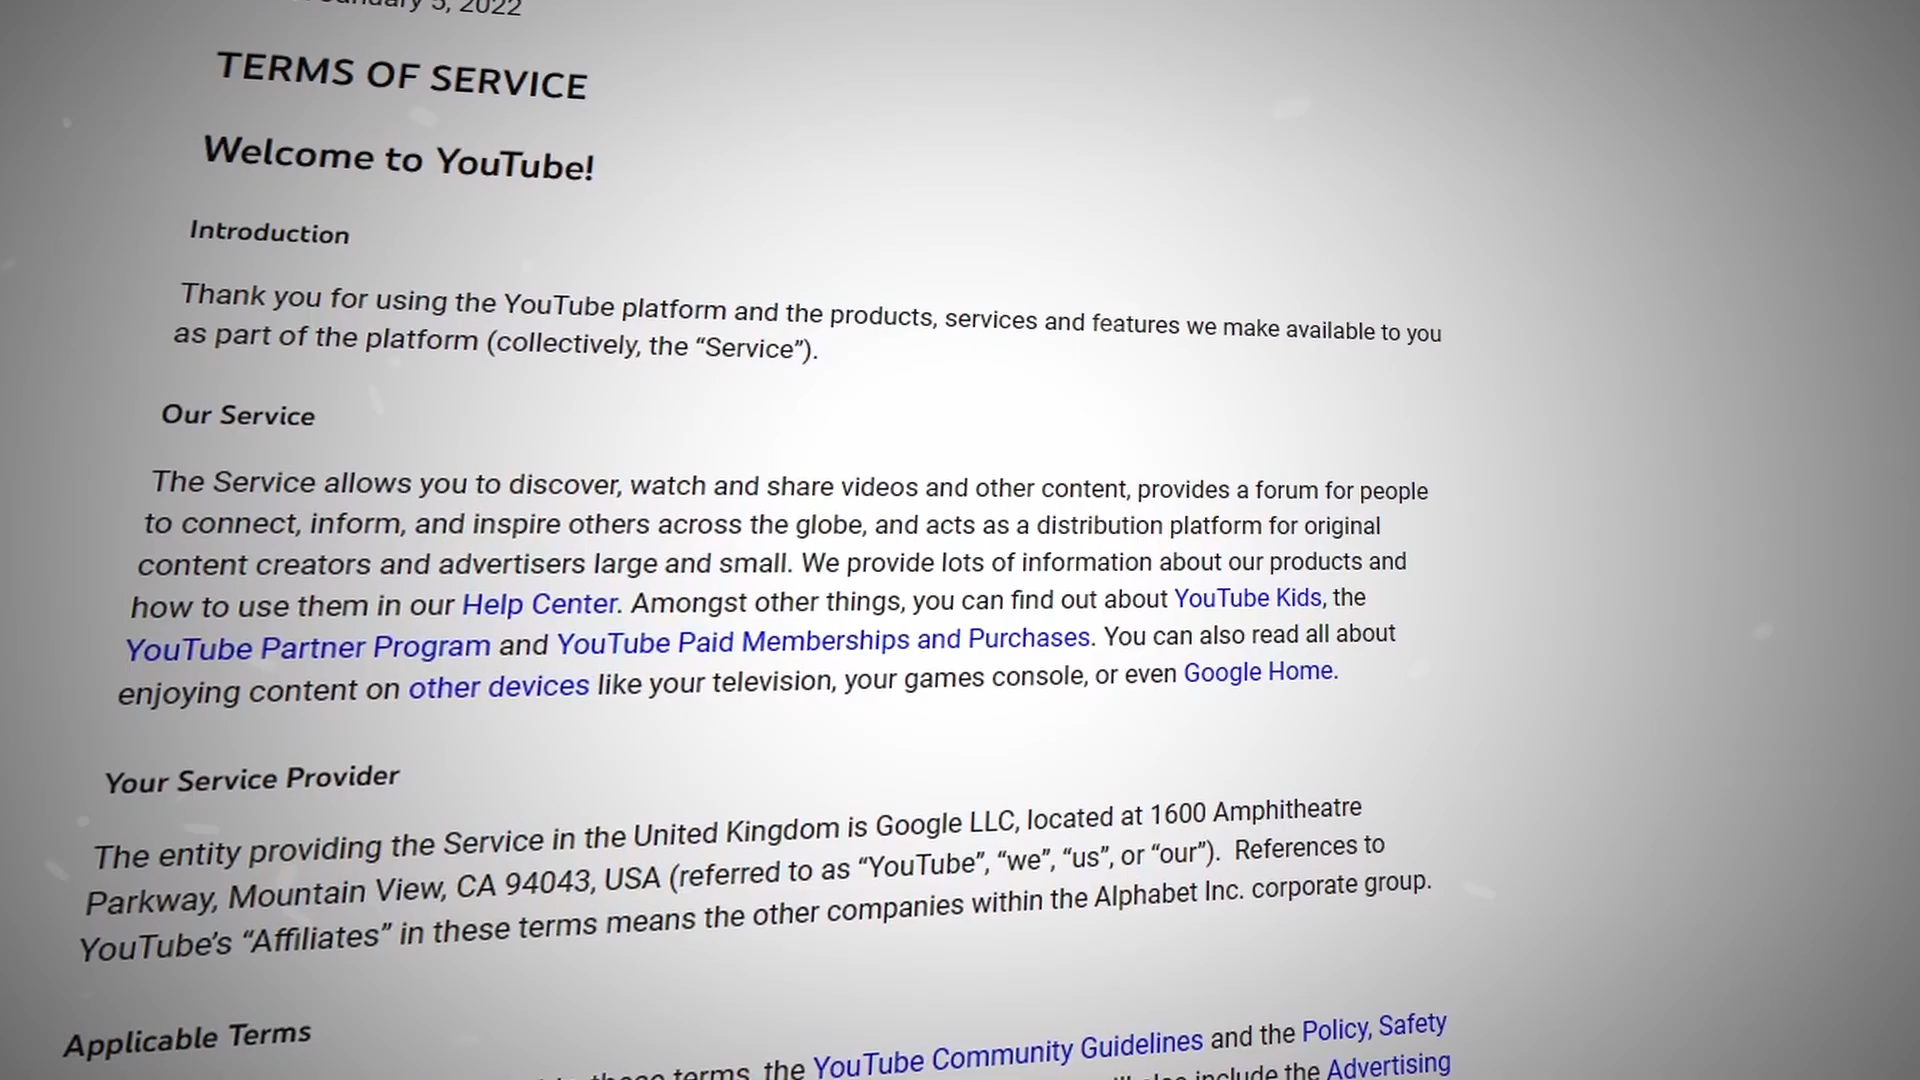 January 5, 2022
TERMS OF SERVICE
Welcome to YouTube!
Introduction
Thank you for using the YouTube platform and the products, services and features we make available to you
as part of the platform (collectively, the “Service”).
Our Service
The Service allows you to discover, watch and share videos and other content, provides a forum for people
to connect, inform, and inspire others across the globe, and acts as a distribution platform for original
content creators and advertisers large and small. We provide lots of information about our products and
how to use them in our Help Center. Amongst other things, you can find out about YouTube Kids, the
YouTube Partner Program and YouTube Paid Memberships and Purchases. You can also read all about
enjoying content on other devices like your television, your games console, or even Google Home.
Your Service Provider
The entity providing the Service in the United Kingdom is Google LLC, located at 1600 Amphitheatre
Parkway, Mountain View, CA 94043, USA (referred to as “YouTube”, “we”, “us”, or “our”). References to
YouTube’s “Affiliates” in these terms means the other companies within the Alphabet Inc. corporate group.
Applicable Terms
these terms, the YouTube Community Guidelines and the Policy, Safety
also include the Advertising